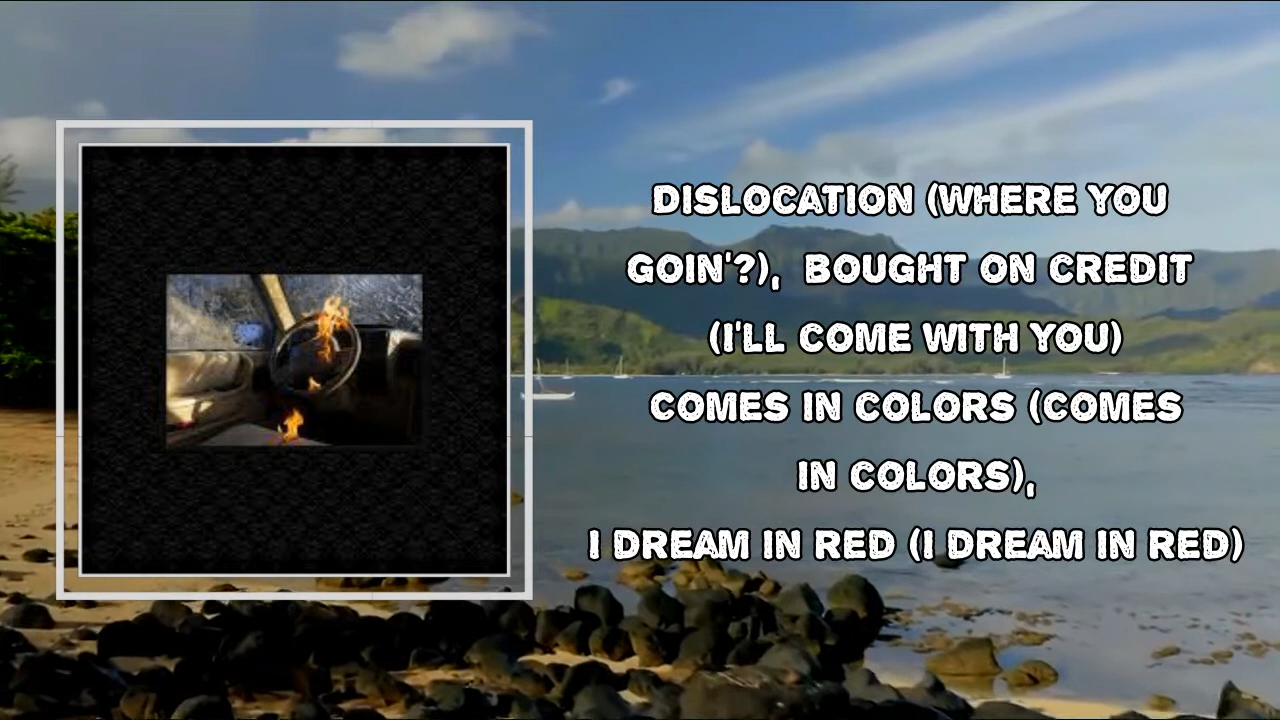 DISLOCATION (WHERE YOU
GOIN'?), BOUGHT ON CREDIT
(I'LL COME WITH YOU)
COMES IN COLORS (COMES
IN COLORS),
I DREAM IN RED (I DREAM IN RED)